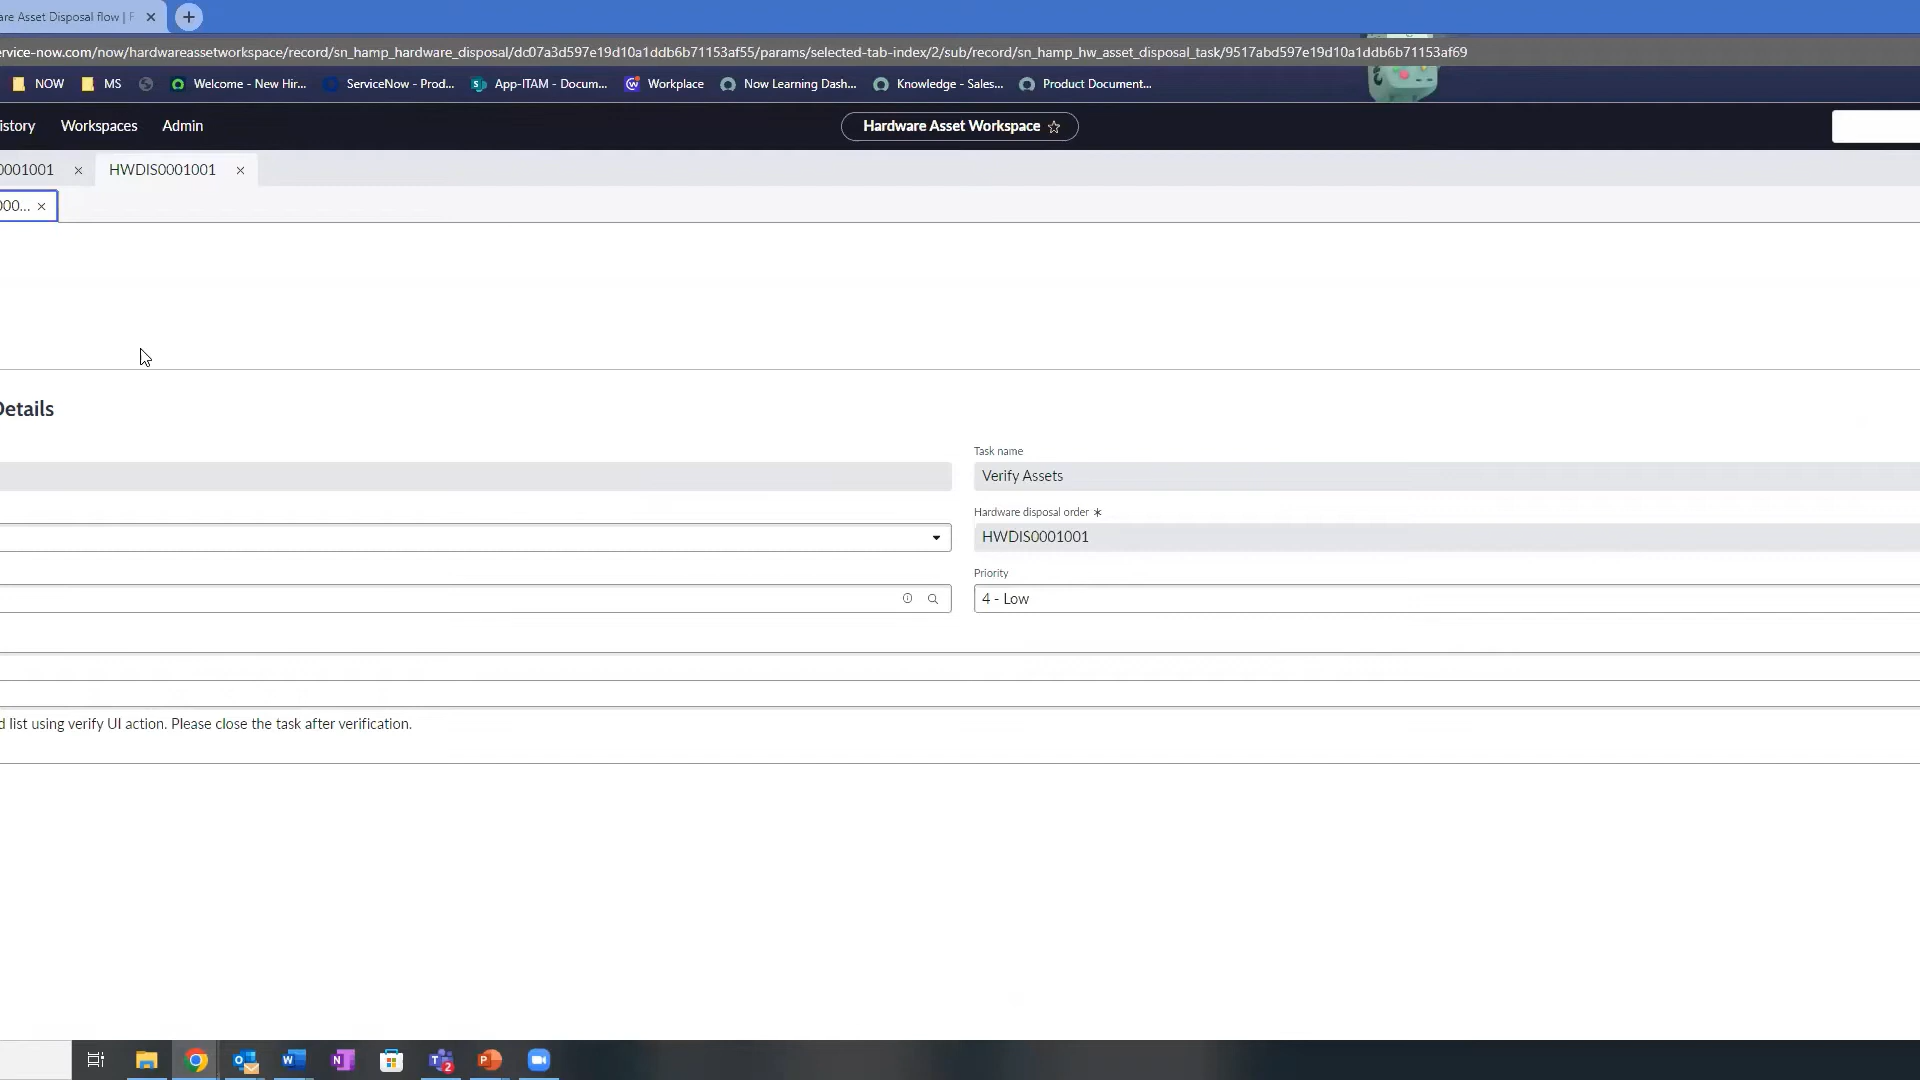 are Asset Disposal flow | F
ervice-now.com/now/hardwareassetworkspace/record/sn_hamp_hardware_disposal/dc07a3d597e19d10a1ddb6b71153af55/params/selected-tab-index/2/sub/record/sn_hamp_hw_asset_disposal_task/9517abd597e19d10a1ddb6b71153af69
NOW MS Welcome - New Hir... ServiceNow - Prod... App-ITAM - Docum... Workplace Now Learning Dash... Knowledge - Sales... Product Document...
istory Workspaces Admin Hardware Asset Workspace
0001001 HWDIS0001001
000...
Details
Task name
Verify Assets
Hardware disposal order *
HWDIS0001001
Priority
4 - Low
d list using verify UI action. Please close the task after verification.